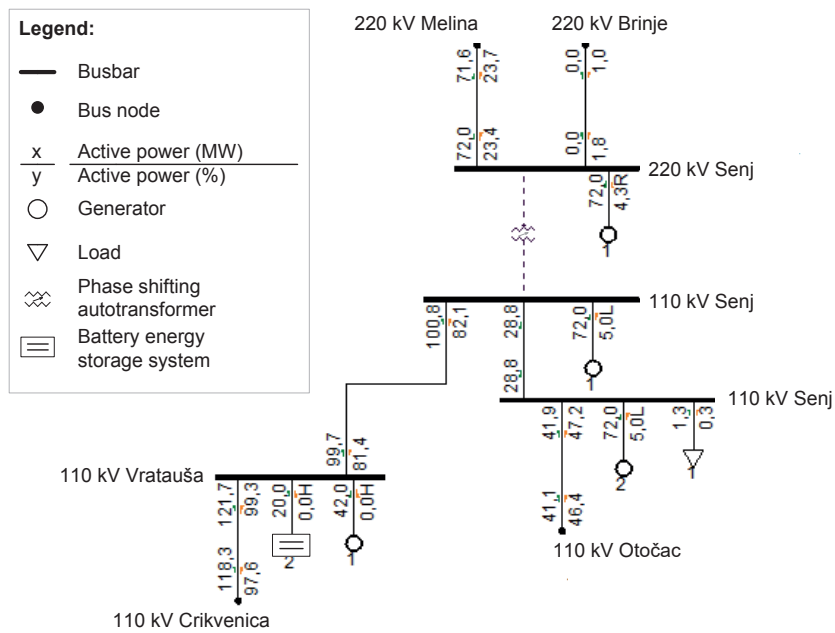 Legend:
Busbar
Bus node
x Active power (MW)
y Active power (%)
Generator
Load
Phase shifting
autotransformer
Battery energy
storage system
220 kV Melina
220 kV Brinje
71,6
23,7
0,0
1,0
72,0
23,4
0,0
1,8
220 kV Senj
72,0
4,3R
1
110 kV Senj
100,8
82,1
28,8
72,0
5,0L
1
28,8
110 kV Senj
41,9
47,2
72,0
5,0L
1,3
0,3
2
1
41,1
46,4
110 kV Otočac
99,7
81,4
110 kV Vratauša
121,7
99,3
20,0
0,0H
42,0
0,0H
2
1
118,3
97,6
110 kV Crikvenica